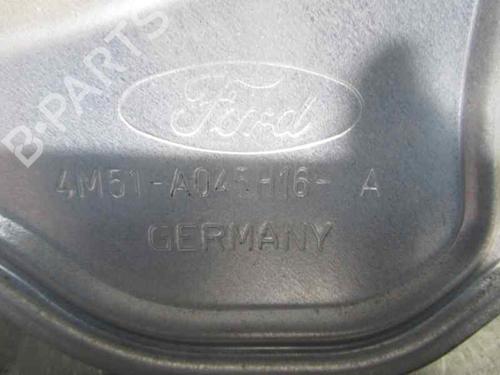 B-PARTS
Ford
4M51-A045H16- A
GERMANY